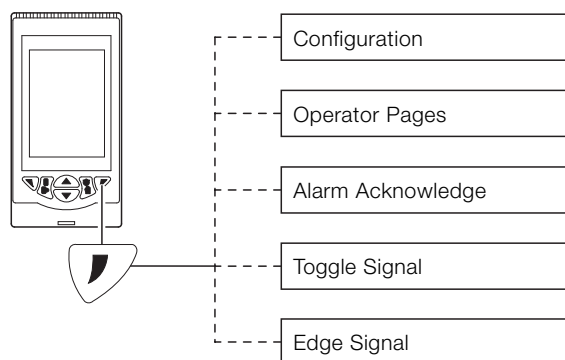 Configuration
Operator Pages
Alarm Acknowledge
Toggle Signal
Edge Signal